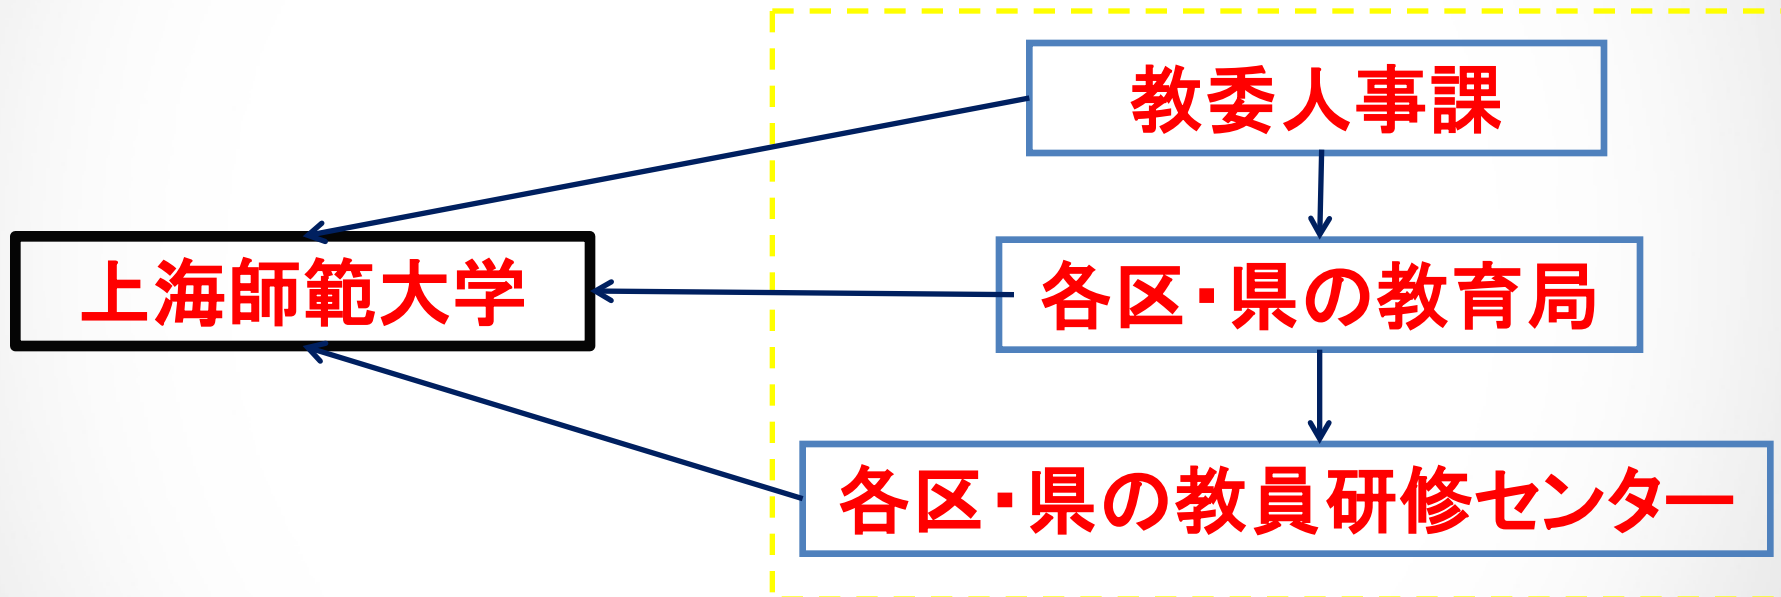 教委人事課
上海師範大学
各区・県の教育局
各区・県の教員研修センター